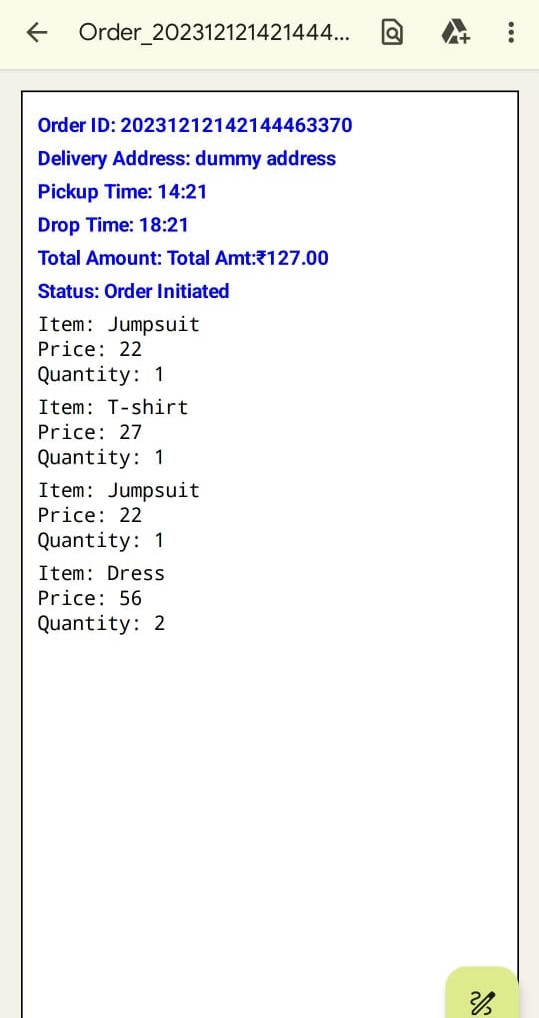 Order_202312121421444...
Order ID: 20231212142144463370
Delivery Address: dummy address
Pickup Time: 14:21
Drop Time: 18:21
Total Amount: Total Amt:₹127.00
Status: Order Initiated
Item: Jumpsuit
Price: 22
Quantity: 1
Item: T-shirt
Price: 27
Quantity: 1
Item: Jumpsuit
Price: 22
Quantity: 1
Item: Dress
Price: 56
Quantity: 2